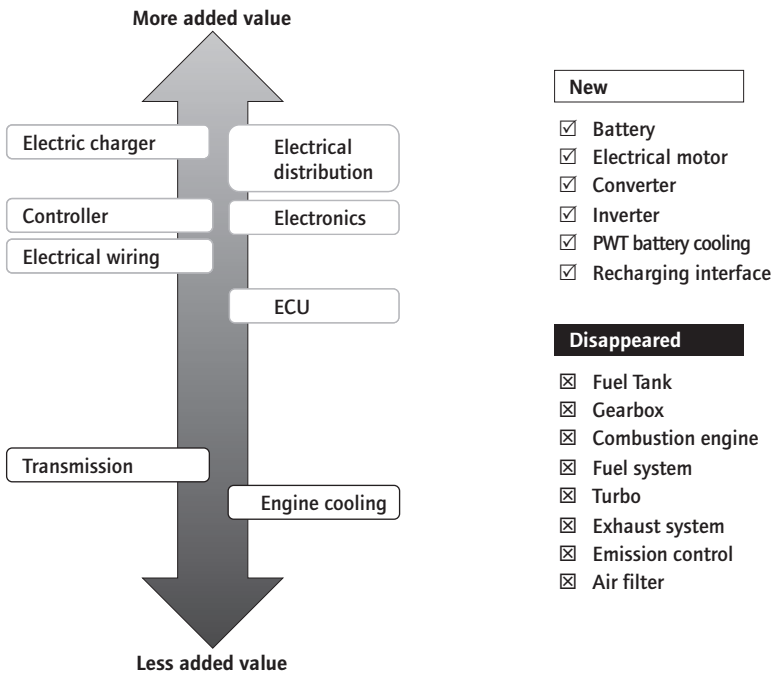 More added value
Electric charger
Electrical
distribution
Controller
Electronics
Electrical wiring
ECU
Transmission
Engine cooling
Less added value
New
☑ Battery
☑ Electrical motor
☑ Converter
☑ Inverter
☑ PWT battery cooling
☑ Recharging interface
Disappeared
☒ Fuel Tank
☒ Gearbox
☒ Combustion engine
☒ Fuel system
☒ Turbo
☒ Exhaust system
☒ Emission control
☒ Air filter